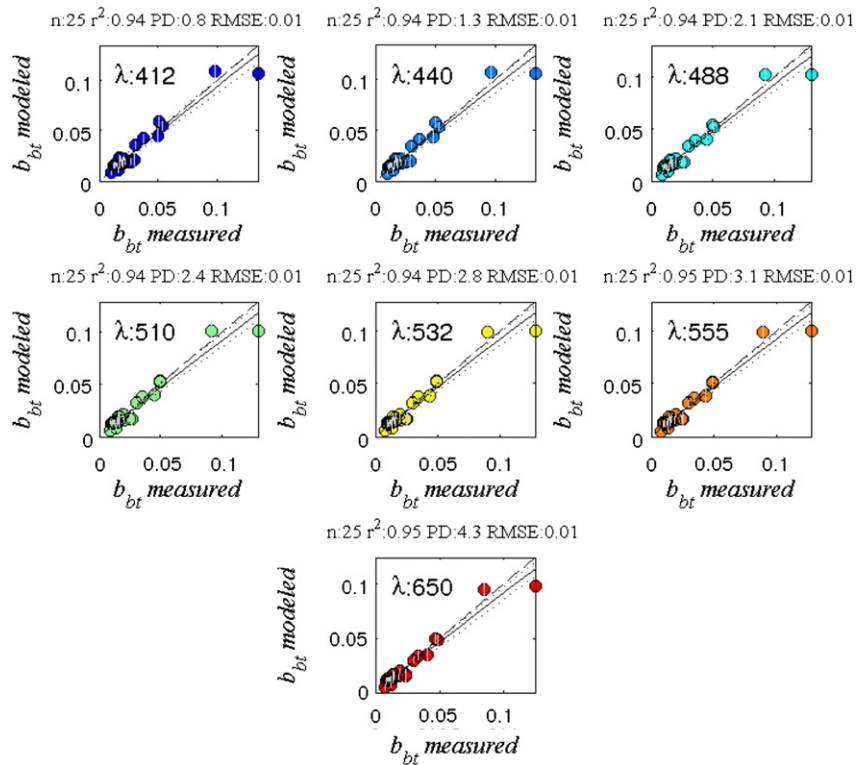 n:25 r²:0.94 PD:0.8 RMSE:0.01 n:25 r²:0.94 PD:1.3 RMSE:0.01 n:25 r²:0.94 PD:2.1 RMSE:0.01
λ:412 λ:440 λ:488
b_bt modeled b_bt modeled b_bt modeled
0.1 0.1 0.1
0.05 0.05 0.05
0 0 0
0 0.05 0.1 0 0.05 0.1 0 0.05 0.1
b_bt measured b_bt measured b_bt measured
n:25 r²:0.94 PD:2.4 RMSE:0.01 n:25 r²:0.94 PD:2.8 RMSE:0.01 n:25 r²:0.95 PD:3.1 RMSE:0.01
λ:510 λ:532 λ:555
b_bt modeled b_bt modeled b_bt modeled
0.1 0.1 0.1
0.05 0.05 0.05
0 0 0
0 0.05 0.1 0 0.05 0.1 0 0.05 0.1
b_bt measured b_bt measured b_bt measured
n:25 r²:0.95 PD:4.3 RMSE:0.01
λ:650
b_bt modeled
0.1
0.05
0
0 0.05 0.1
b_bt measured